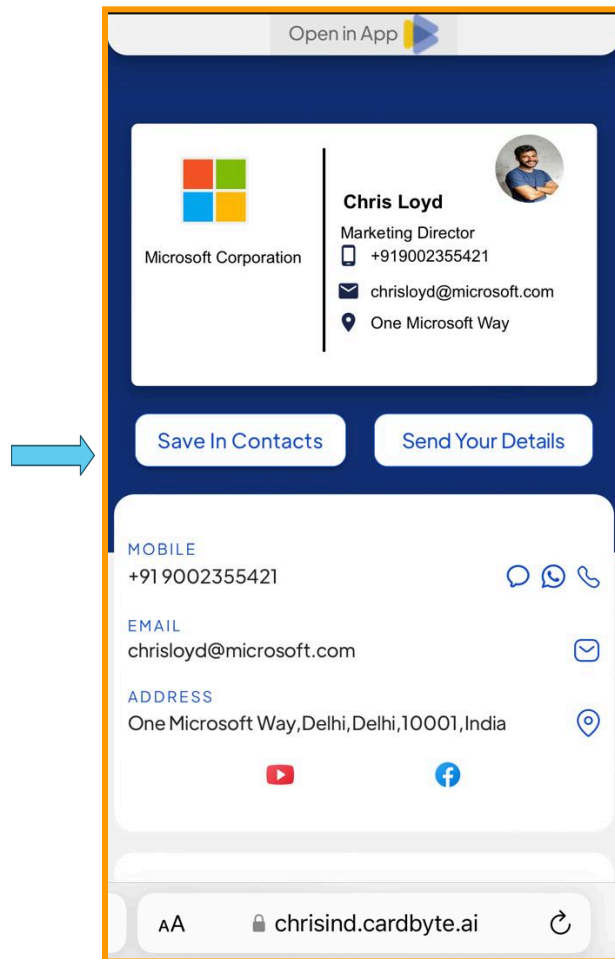 Open in App
Microsoft Corporation
Chris Loyd
Marketing Director
+919002355421
chrisloyd@microsoft.com
One Microsoft Way
Save In Contacts
Send Your Details
MOBILE
+91 9002355421
EMAIL
chrisloyd@microsoft.com
ADDRESS
One Microsoft Way,Delhi,Delhi,10001,India
AA
chrisind.cardbyte.ai